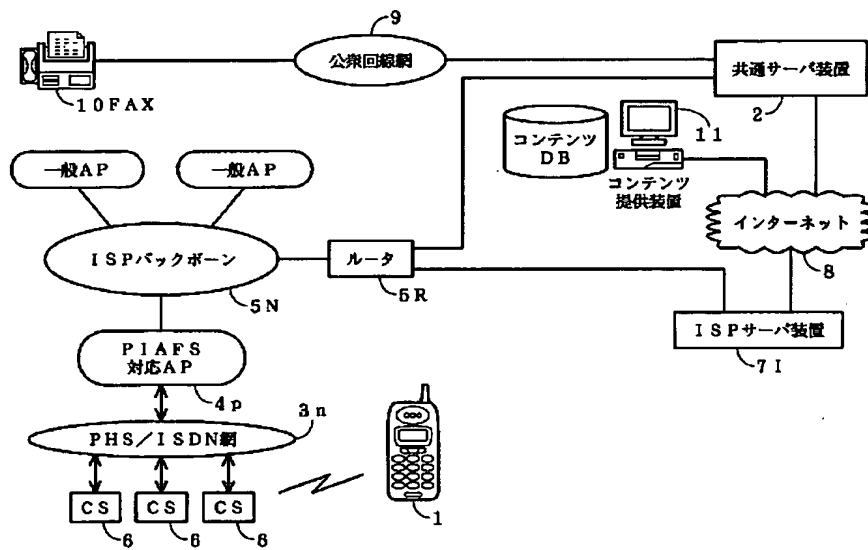 9
公衆回線網
共通サーバ装置
2
10FAX
11
コンテンツ
DB
コンテンツ
提供装置
一般AP
一般AP
インターネット
8
ISPバックボーン
5N
ルータ
5R
ISPサーバ装置
7I
PIAFS
対応AP
4p
3n
PHS/ISDN網
CS
CS
CS
6
6
6
1